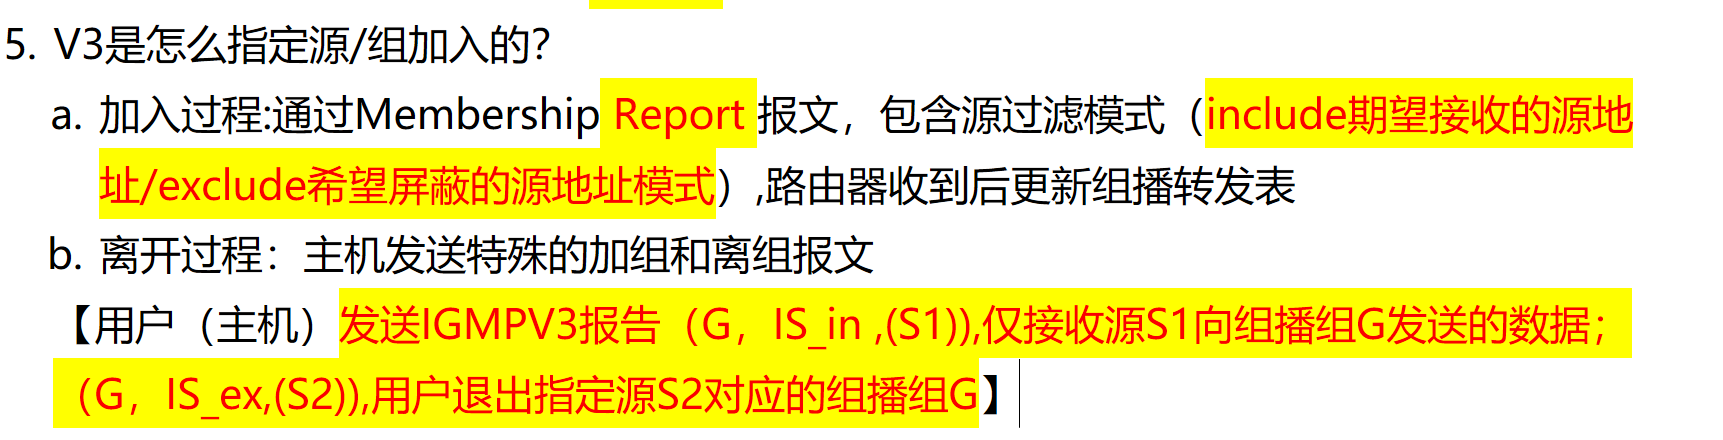 5. V3是怎么指定源/组加入的？
a. 加入过程:通过Membership Report 报文，包含源过滤模式（include期望接收的源地
址/exclude希望屏蔽的源地址模式）,路由器收到后更新组播转发表
b. 离开过程：主机发送特殊的加组和离组报文
【用户（主机）发送IGMPV3报告（G，IS_in ,(S1)),仅接收源S1向组播组G发送的数据；
（G，IS_ex,(S2)),用户退出指定源S2对应的组播组G】